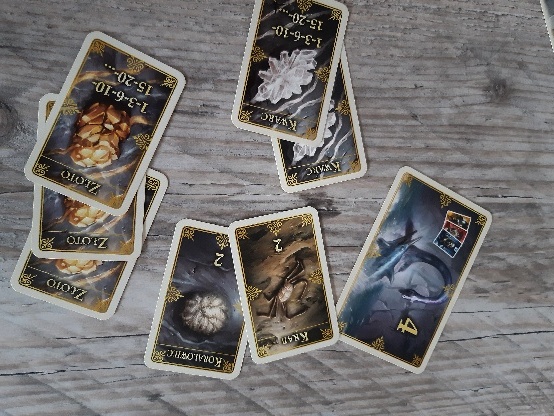 1-3-6-10-
15-20-...
Złoto
Złoto
Złoto
1-3-6-10-
15-20-...
Kwarc
Kwarc
2
Koralowiec
2
Krab
4